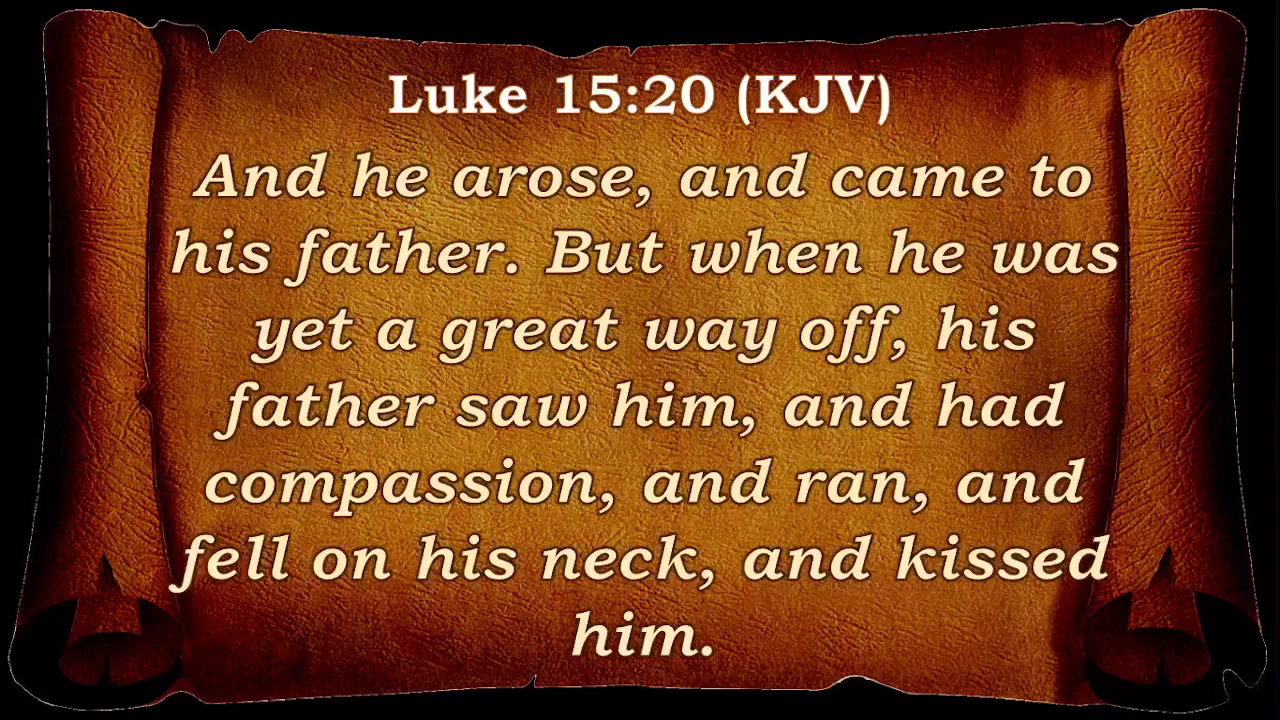 Luke 15:20 (KJV)
And he arose, and came to
his father. But when he was
yet a great way off, his
father saw him, and had
compassion, and ran, and
fell on his neck, and kissed
him.